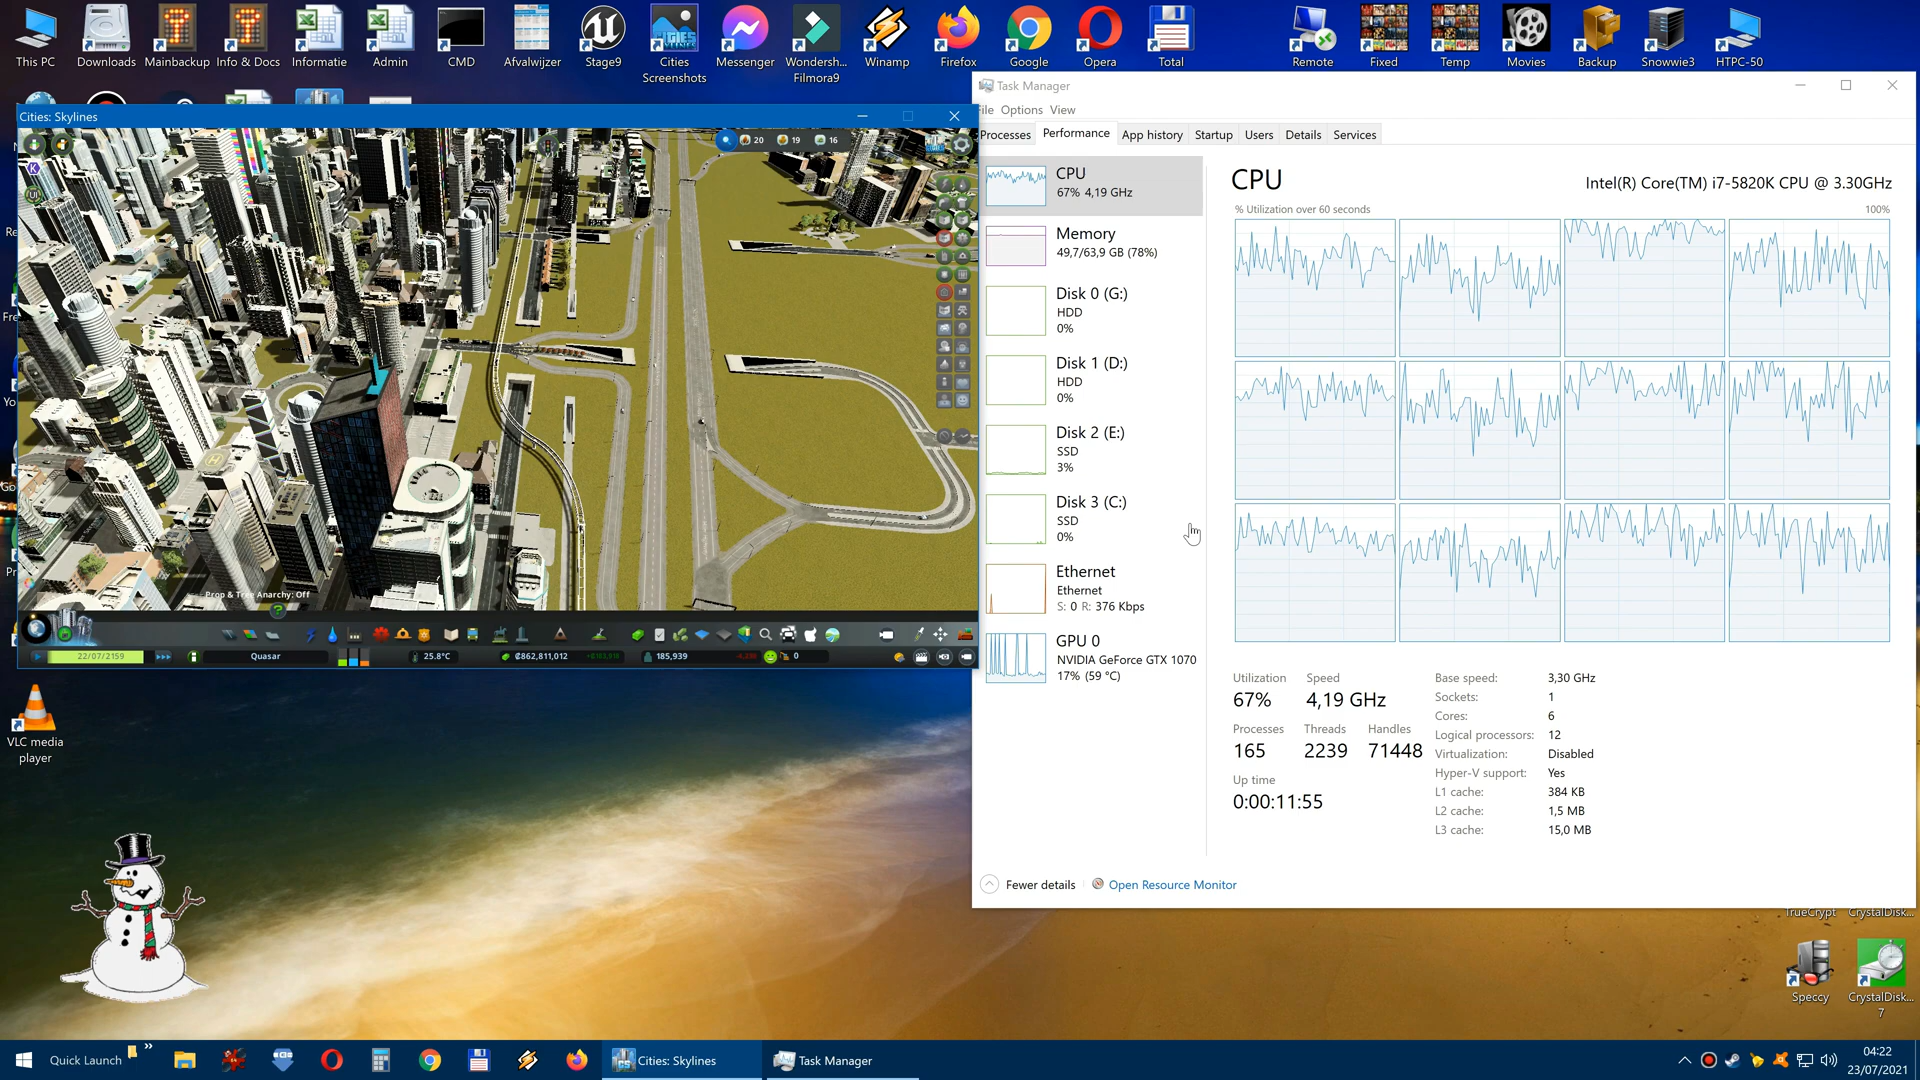 This PC
Downloads
Mainbackup
Info & Docs
Informatie
Admin
CMD
Afvalwijzer
Stage9
Cities
Screenshots
Messenger
Wondersh...
Filmora9
Winamp
Firefox
Google
Opera
Total
Remote
Fixed
Temp
Movies
Backup
Snowwie3
HTPC-50
Cities: Skylines
20
19
16
Prop & Tree Anarchy: Off
22/07/2159
Quasar
25.8°C
₡862,811,012
185,939
0
Task Manager
Options View
Processes
Performance
App history
Startup
Users
Details
Services
CPU
67% 4,19 GHz
Memory
49,7/63,9 GB (78%)
Disk 0 (G:)
HDD
0%
Disk 1 (D:)
HDD
0%
Disk 2 (E:)
SSD
3%
Disk 3 (C:)
SSD
0%
Ethernet
Ethernet
S: 0 R: 376 Kbps
GPU 0
NVIDIA GeForce GTX 1070
17% (59 °C)
CPU
Intel(R) Core(TM) i7-5820K CPU @ 3.30GHz
% Utilization over 60 seconds
100%
Utilization
Speed
67%
4,19 GHz
Processes
Threads
Handles
165
2239
71448
Up time
0:00:11:55
Base speed: 3,30 GHz
Sockets: 1
Cores: 6
Logical processors: 12
Virtualization: Disabled
Hyper-V support: Yes
L1 cache: 384 KB
L2 cache: 1,5 MB
L3 cache: 15,0 MB
Fewer details
Open Resource Monitor
VLC media
player
TrueCrypt
CrystalDisk...
Speccy
CrystalDisk...
7
Quick Launch
Cities: Skylines
Task Manager
04:22
23/07/2021